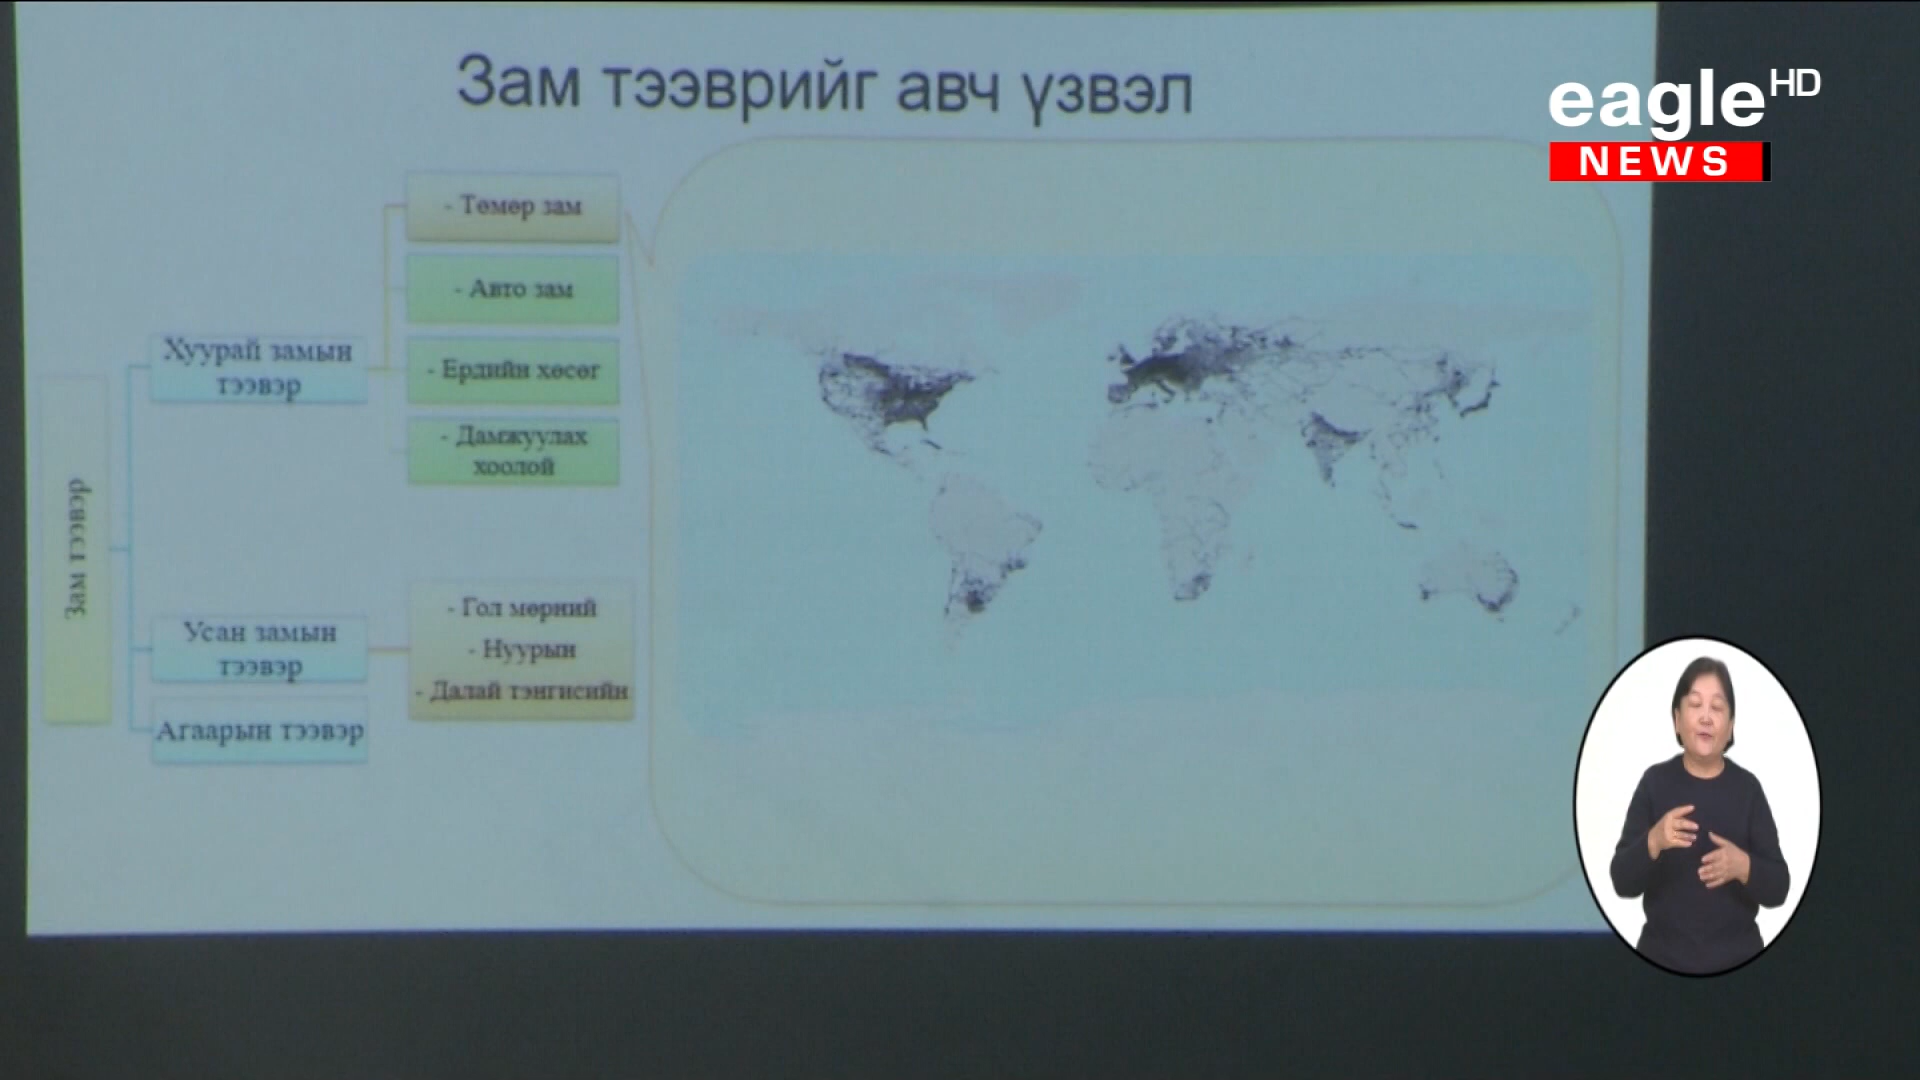 Зам тээврийг авч үзвэл
eagle HD
NEWS
- Төмөр зам
- Авто зам
- Ердийн хөсөг
- Дамжуулах
хоолой
Хуурай замын
тээвэр
Зам тээвэр
Усан замын
тээвэр
Агаарын тээвэр
- Гол мөрний
- Нуурын
- Далай тэнгисийн